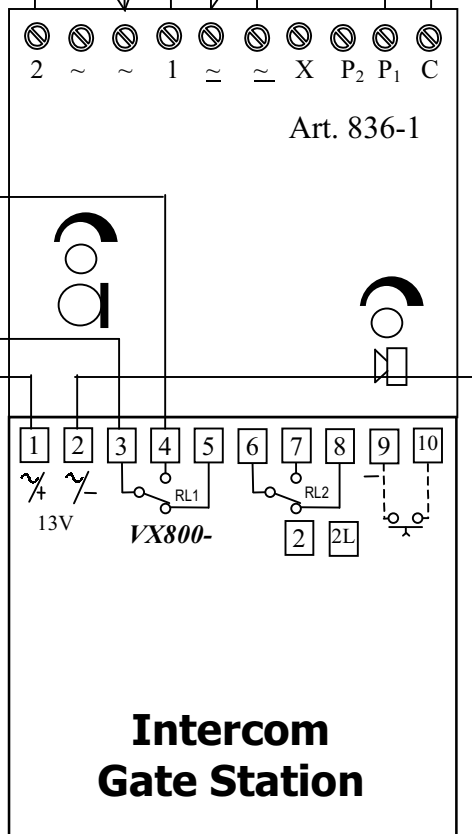 2 ~ ~ 1 ~ ~ X P₂ P₁ C
Art. 836-1
1 2 3 4 5 6 7 8 9 10
~/+ ~/– RL1 RL2 –
13V VX800- 2 2L
Intercom
Gate Station